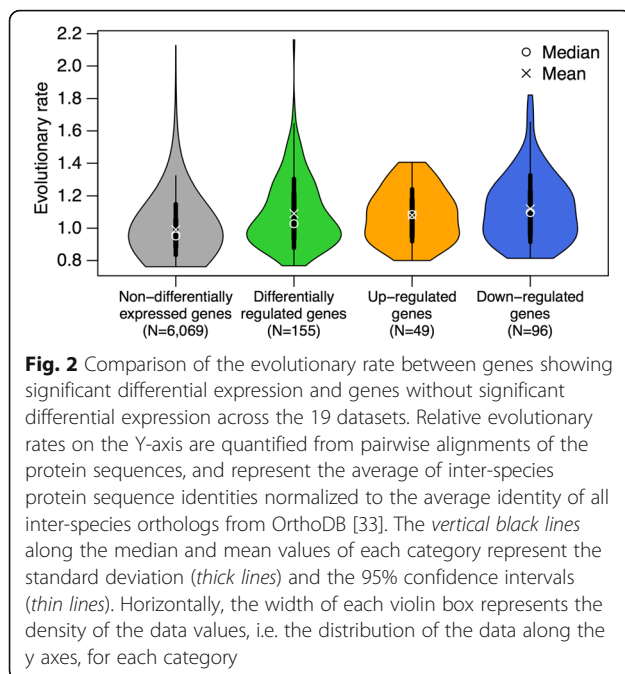 2.2
2.0
1.8
1.6
1.4
1.2
1.0
0.8
Evolutionary rate
Median
Mean
Non–differentially expressed genes (N=6,069)
Differentially regulated genes (N=155)
Up–regulated genes (N=49)
Down–regulated genes (N=96)
Fig. 2 Comparison of the evolutionary rate between genes showing
significant differential expression and genes without significant
differential expression across the 19 datasets. Relative evolutionary
rates on the Y-axis are quantified from pairwise alignments of the
protein sequences, and represent the average of inter-species
protein sequence identities normalized to the average identity of all
inter-species orthologs from OrthoDB [33]. The vertical black lines
along the median and mean values of each category represent the
standard deviation (thick lines) and the 95% confidence intervals
(thin lines). Horizontally, the width of each violin box represents the
density of the data values, i.e. the distribution of the data along the
y axes, for each category